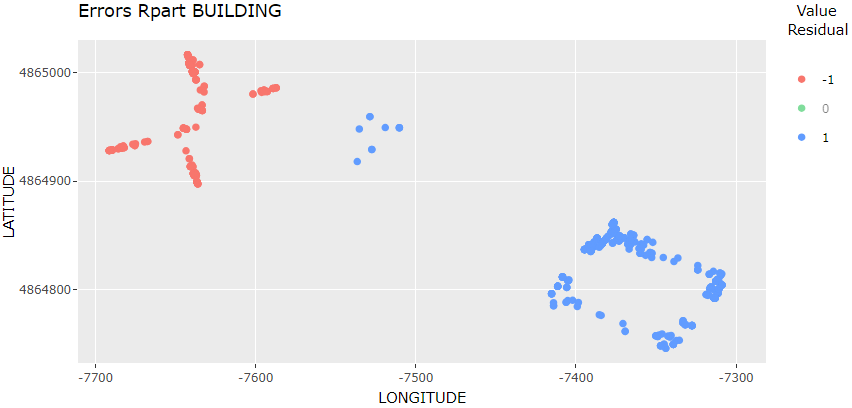 Errors Rpart BUILDING
Value
Residual
-1
0
1
4865000
4864900
4864800
LATITUDE
-7700
-7600
-7500
-7400
-7300
LONGITUDE